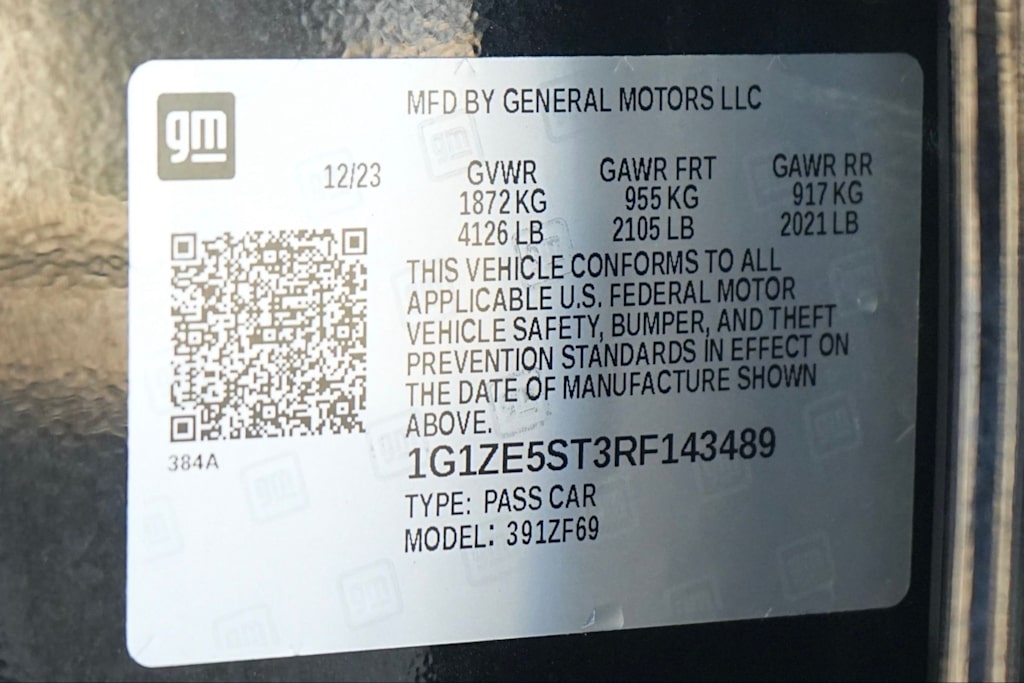 gm
MFD BY GENERAL MOTORS LLC
12/23
GVWR GAWR FRT GAWR RR
1872 KG 955 KG 917 KG
4126 LB 2105 LB 2021 LB
THIS VEHICLE CONFORMS TO ALL
APPLICABLE U.S. FEDERAL MOTOR
VEHICLE SAFETY, BUMPER, AND THEFT
PREVENTION STANDARDS IN EFFECT ON
THE DATE OF MANUFACTURE SHOWN
ABOVE.
384A
1G1ZE5ST3RF143489
TYPE: PASS CAR
MODEL: 391ZF69